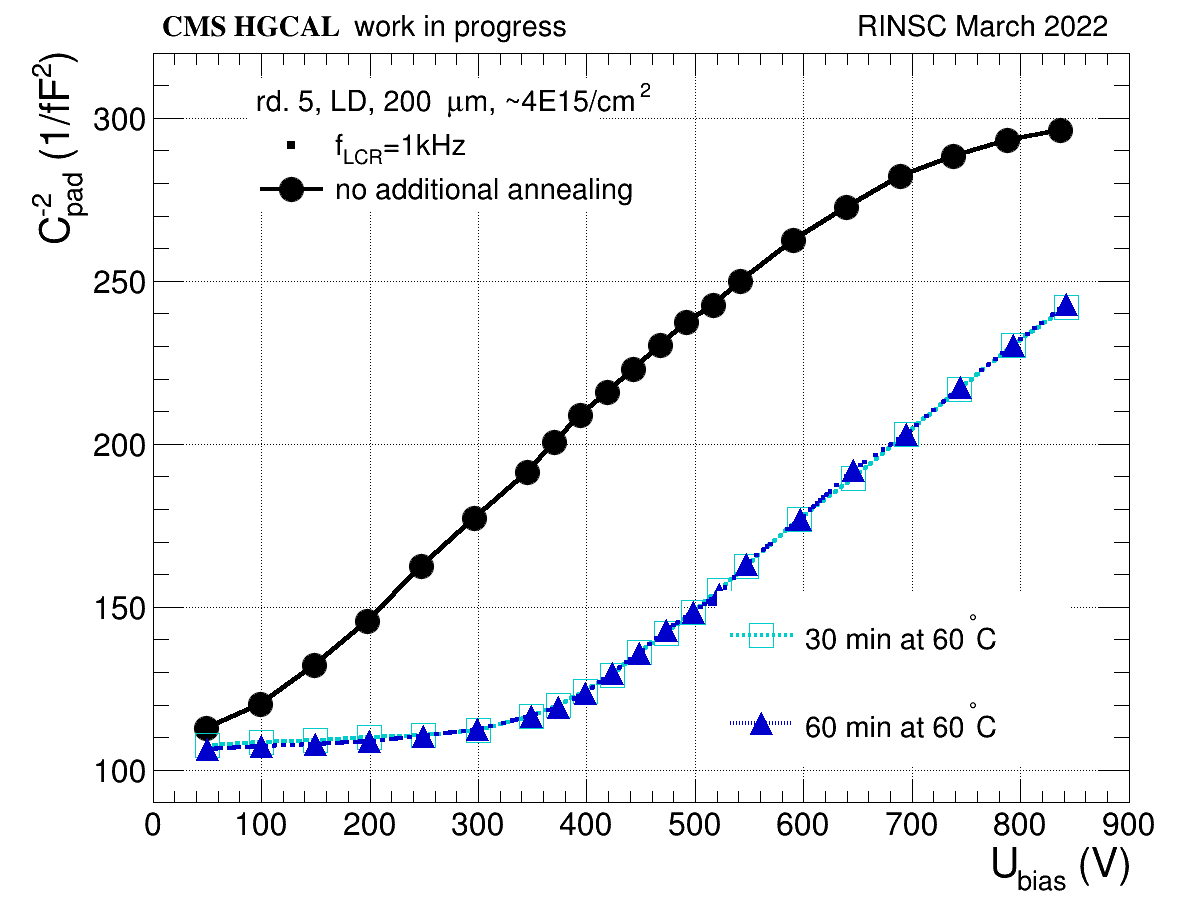 CMS HGCAL work in progress RINSC March 2022
rd. 5, LD, 200 μm, ~4E15/cm²
f_LCR=1kHz
no additional annealing
C_pad^-2 (1/fF²)
300
250
200
150
100
30 min at 60 °C
60 min at 60 °C
0 100 200 300 400 500 600 700 800 900
U_bias (V)